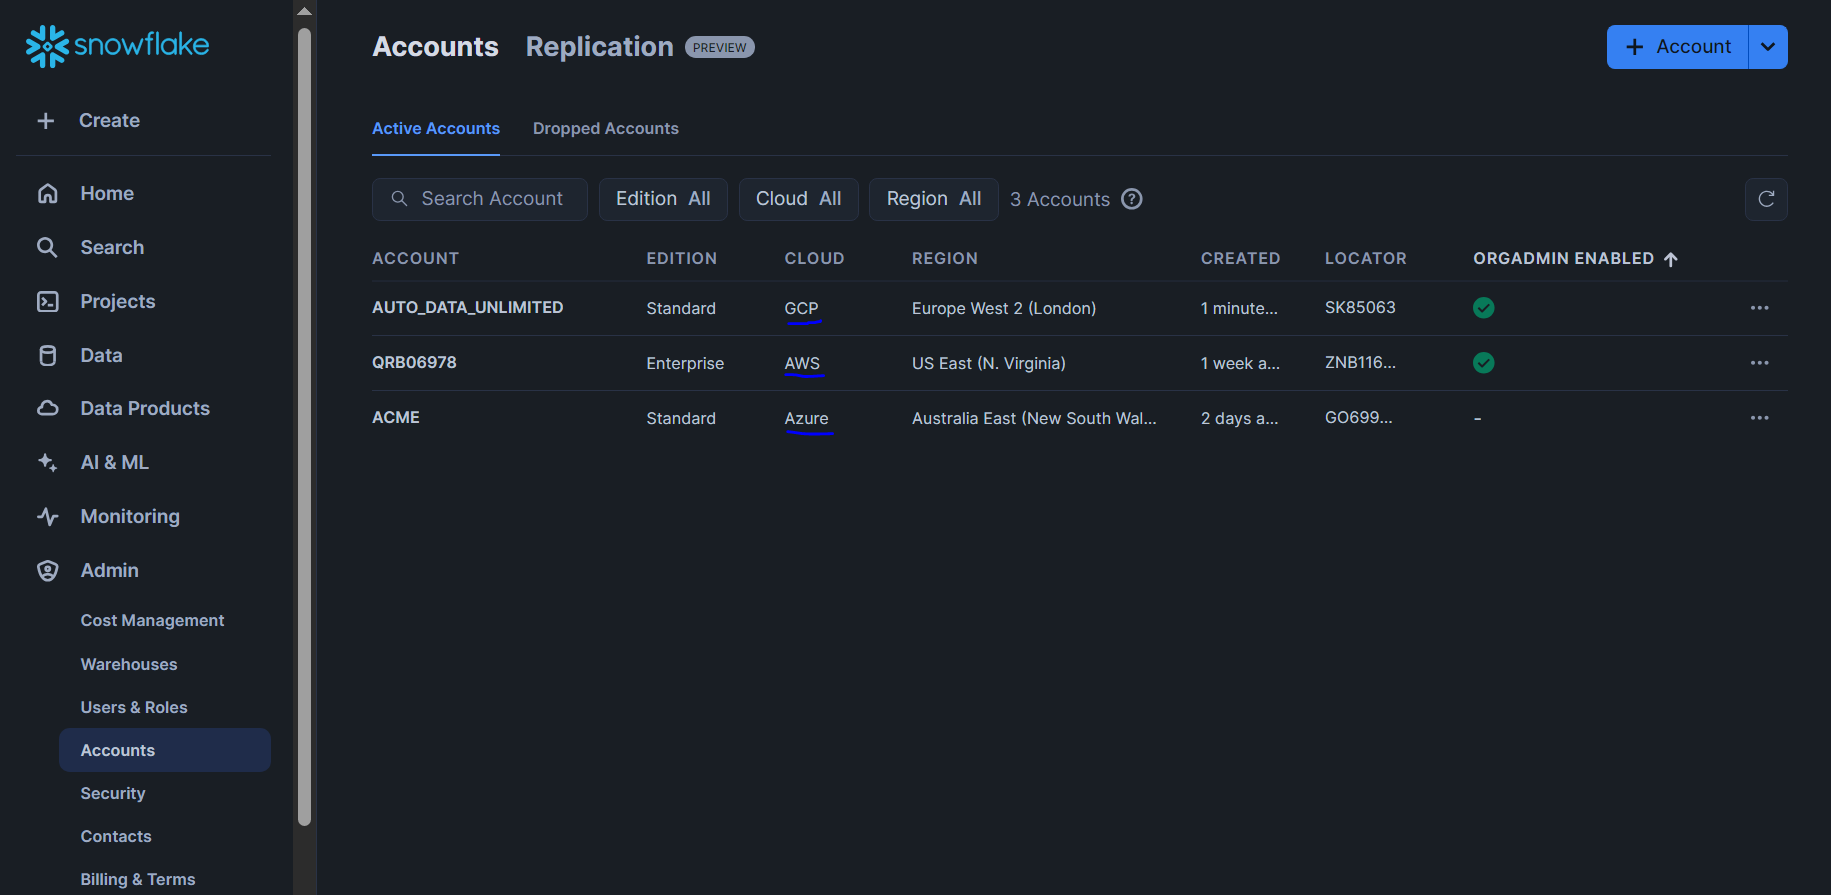 snowflake
Create
Home
Search
Projects
Data
Data Products
AI & ML
Monitoring
Admin
Cost Management
Warehouses
Users & Roles
Accounts
Security
Contacts
Billing & Terms
Accounts Replication PREVIEW
+ Account
Active Accounts Dropped Accounts
Search Account Edition All Cloud All Region All 3 Accounts ?
ACCOUNT EDITION CLOUD REGION CREATED LOCATOR ORGADMIN ENABLED ↑
AUTO_DATA_UNLIMITED Standard GCP Europe West 2 (London) 1 minute... SK85063 ...
QRB06978 Enterprise AWS US East (N. Virginia) 1 week a... ZNB116... ...
ACME Standard Azure Australia East (New South Wal... 2 days a... GO699... - ...